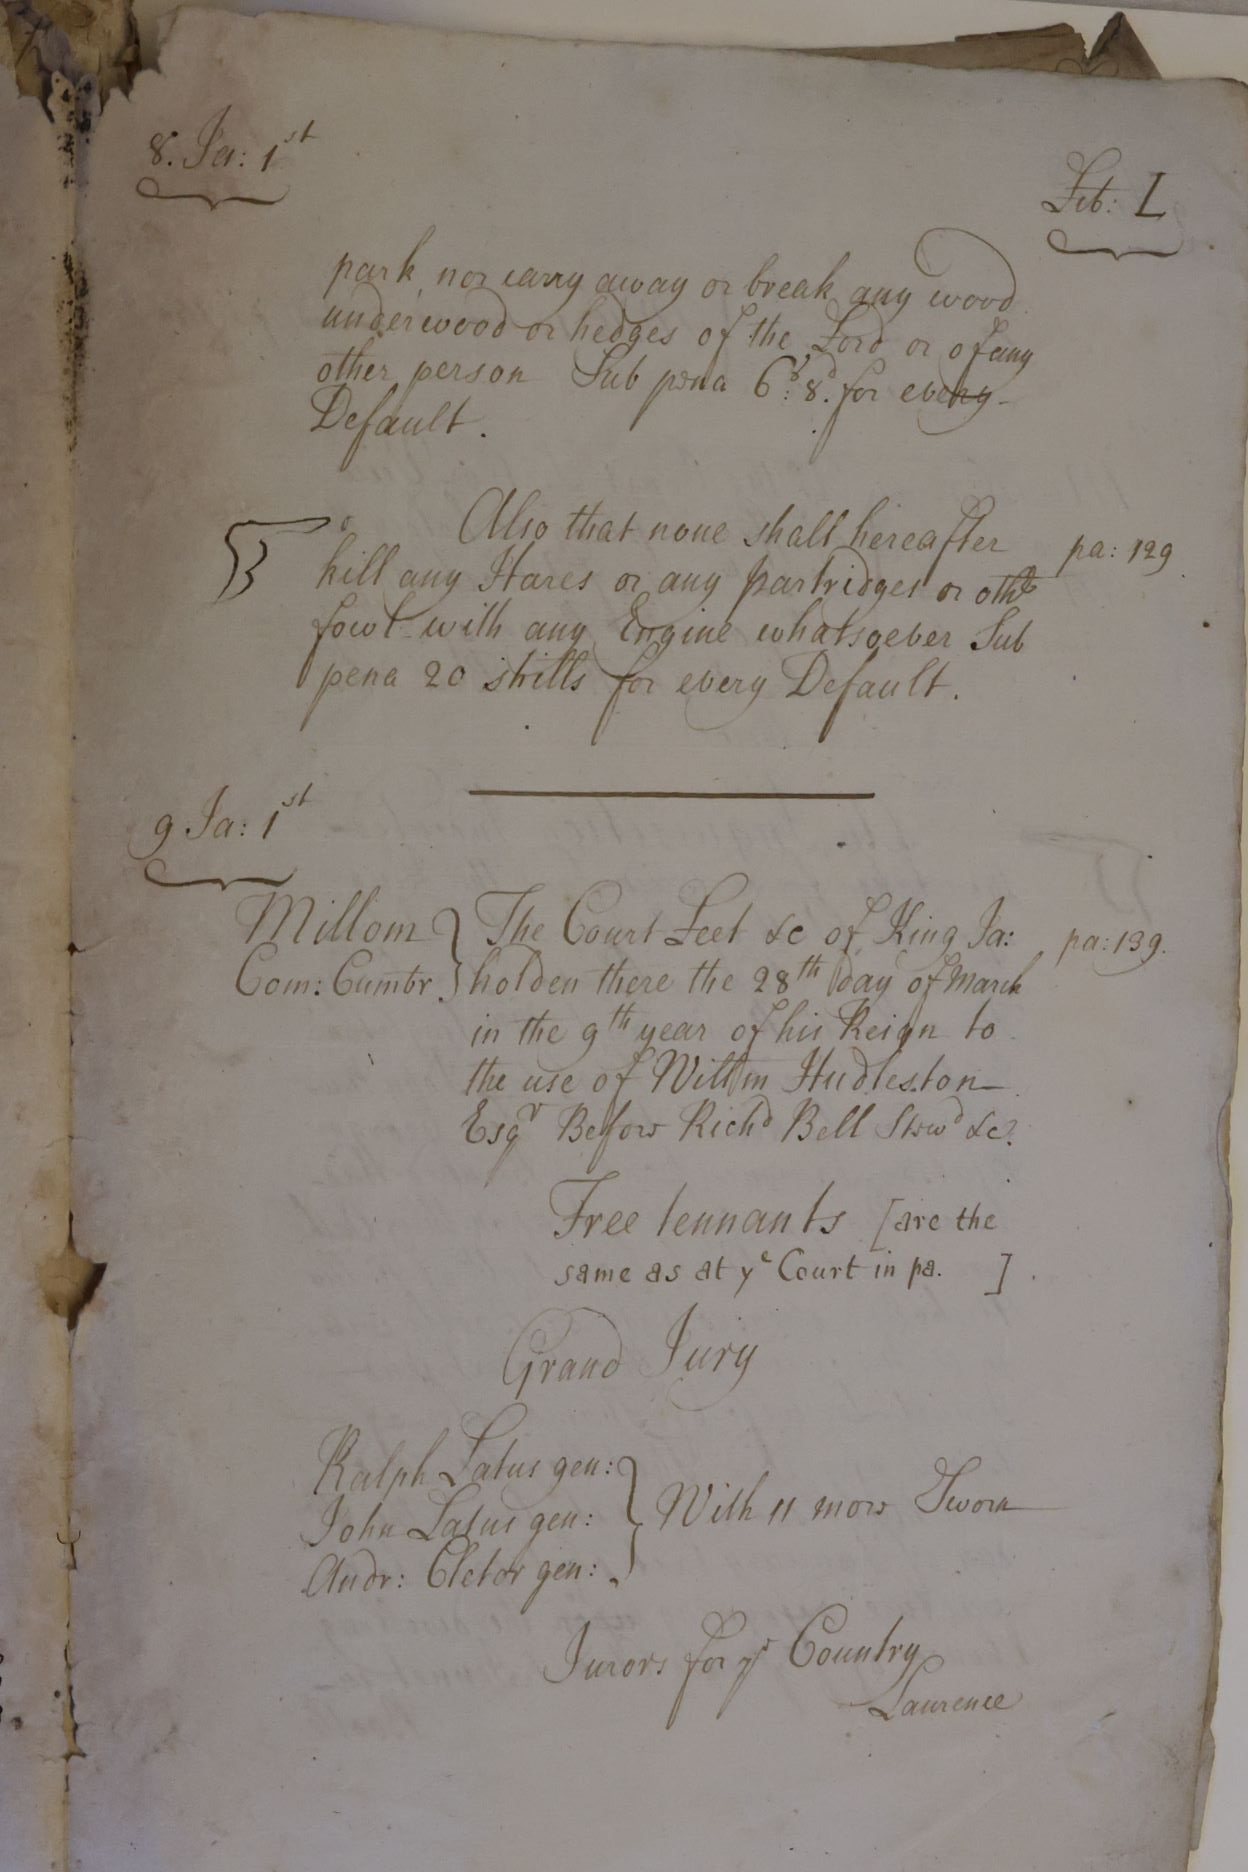 8. Ja: 1st
Lib: L
park nor carry away or break any wood
underwood or hedges of the Lord or of any
other person Sub pena 6s: 8d. for every
Default.
Also that none shall hereafter
pa: 129
kill any Hares or any partridges or othr
fowl with any Engine whatsoever Sub
pena 20 shills for every Default.
9 Ja: 1st
Millom } The Court Leet &c of King Ja:
pa: 139.
Com: Cumbr } holden there the 28th day of March
in the 9th year of his Reign to
the use of Willm Hudleston
Esqr Before Richd Bell Stewd &c.
Free tennants [are the
same as at ye Court in pa. ]
Grand Jury
Ralph Latus gen:
John Latus gen: } With 11 more Sworn
Andr: Cletor gen:
Jurors for ye Country
Laurence